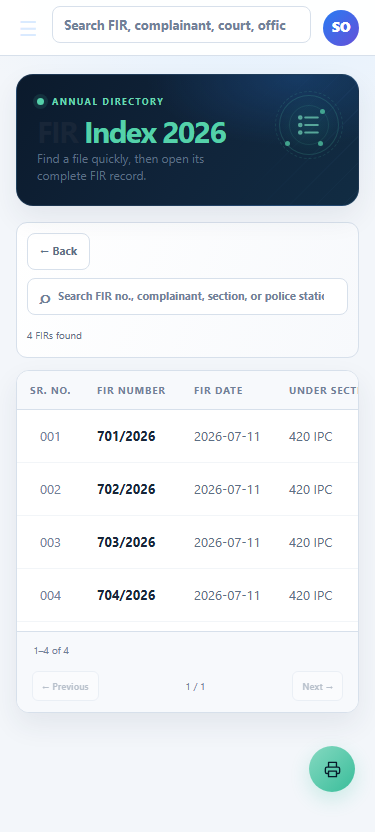 Search FIR, complainant, court, offic
SO
ANNUAL DIRECTORY
FIR Index 2026
Find a file quickly, then open its
complete FIR record.
← Back
Search FIR no., complainant, section, or police static
4 FIRs found
SR. NO. FIR NUMBER FIR DATE UNDER SECT
001 701/2026 2026-07-11 420 IPC
002 702/2026 2026-07-11 420 IPC
003 703/2026 2026-07-11 420 IPC
004 704/2026 2026-07-11 420 IPC
1–4 of 4
← Previous 1 / 1 Next →